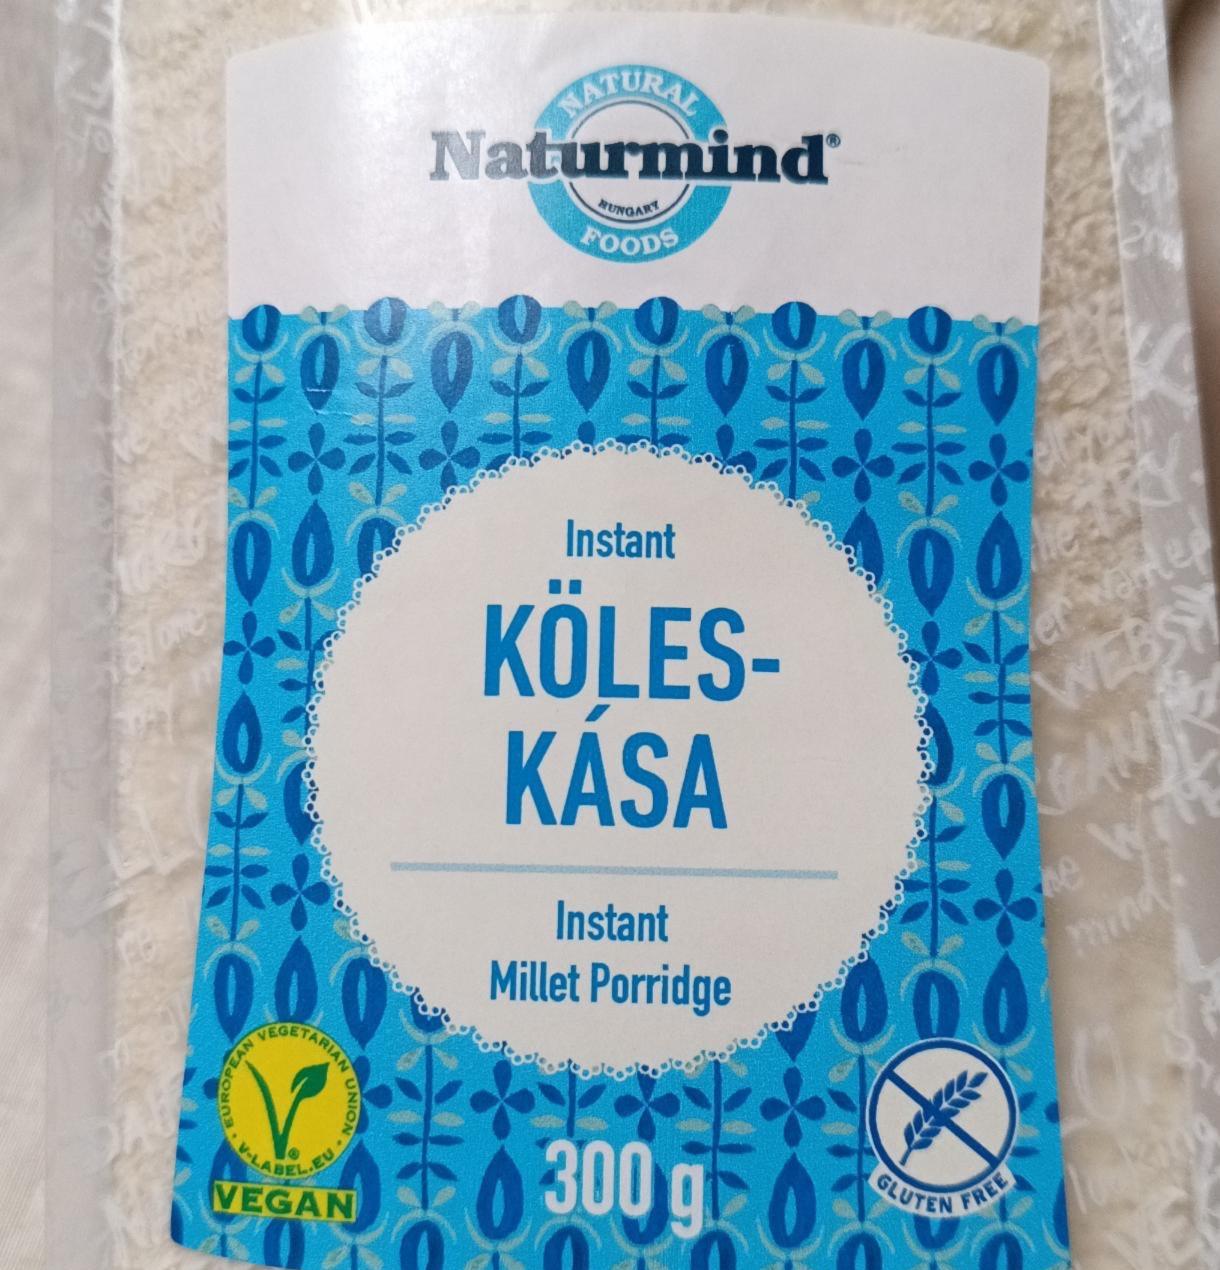 NATURAL
Naturmind®
HUNGARY
FOODS
Instant
KÖLES-
KÁSA
Instant
Millet Porridge
EUROPEAN VEGETARIAN UNION
V-LABEL.EU
VEGAN
300 g
GLUTEN FREE